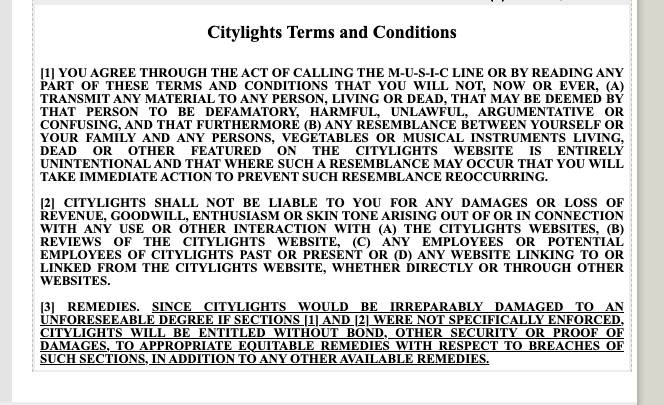 Citylights Terms and Conditions
[1] YOU AGREE THROUGH THE ACT OF CALLING THE M-U-S-I-C LINE OR BY READING ANY
PART OF THESE TERMS AND CONDITIONS THAT YOU WILL NOT, NOW OR EVER, (A)
TRANSMIT ANY MATERIAL TO ANY PERSON, LIVING OR DEAD, THAT MAY BE DEEMED BY
THAT PERSON TO BE DEFAMATORY, HARMFUL, UNLAWFUL, ARGUMENTATIVE OR
CONFUSING, AND THAT FURTHERMORE (B) ANY RESEMBLANCE BETWEEN YOURSELF OR
YOUR FAMILY AND ANY PERSONS, VEGETABLES OR MUSICAL INSTRUMENTS LIVING,
DEAD OR OTHER FEATURED ON THE CITYLIGHTS WEBSITE IS ENTIRELY
UNINTENTIONAL AND THAT WHERE SUCH A RESEMBLANCE MAY OCCUR THAT YOU WILL
TAKE IMMEDIATE ACTION TO PREVENT SUCH RESEMBLANCE REOCCURRING.
[2] CITYLIGHTS SHALL NOT BE LIABLE TO YOU FOR ANY DAMAGES OR LOSS OF
REVENUE, GOODWILL, ENTHUSIASM OR SKIN TONE ARISING OUT OF OR IN CONNECTION
WITH ANY USE OR OTHER INTERACTION WITH (A) THE CITYLIGHTS WEBSITES, (B)
REVIEWS OF THE CITYLIGHTS WEBSITE, (C) ANY EMPLOYEES OR POTENTIAL
EMPLOYEES OF CITYLIGHTS PAST OR PRESENT OR (D) ANY WEBSITE LINKING TO OR
LINKED FROM THE CITYLIGHTS WEBSITE, WHETHER DIRECTLY OR THROUGH OTHER
WEBSITES.
[3] REMEDIES. SINCE CITYLIGHTS WOULD BE IRREPARABLY DAMAGED TO AN
UNFORESEEABLE DEGREE IF SECTIONS [1] AND [2] WERE NOT SPECIFICALLY ENFORCED,
CITYLIGHTS WILL BE ENTITLED WITHOUT BOND, OTHER SECURITY OR PROOF OF
DAMAGES, TO APPROPRIATE EQUITABLE REMEDIES WITH RESPECT TO BREACHES OF
SUCH SECTIONS, IN ADDITION TO ANY OTHER AVAILABLE REMEDIES.